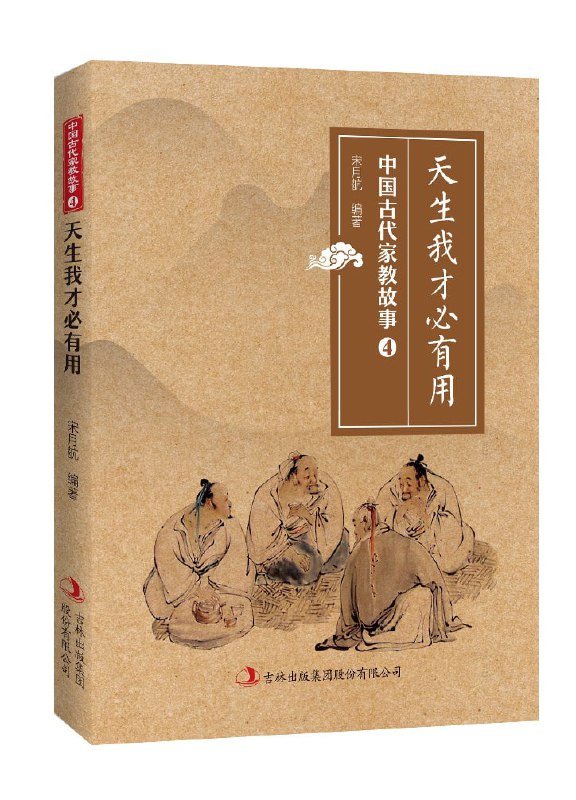 中国古代家教故事4
天生我才必有用
宋月航 编著
吉林出版集团
股份有限公司
天生我才必有用
中国古代家教故事4
宋月航 编著
吉林出版集团股份有限公司